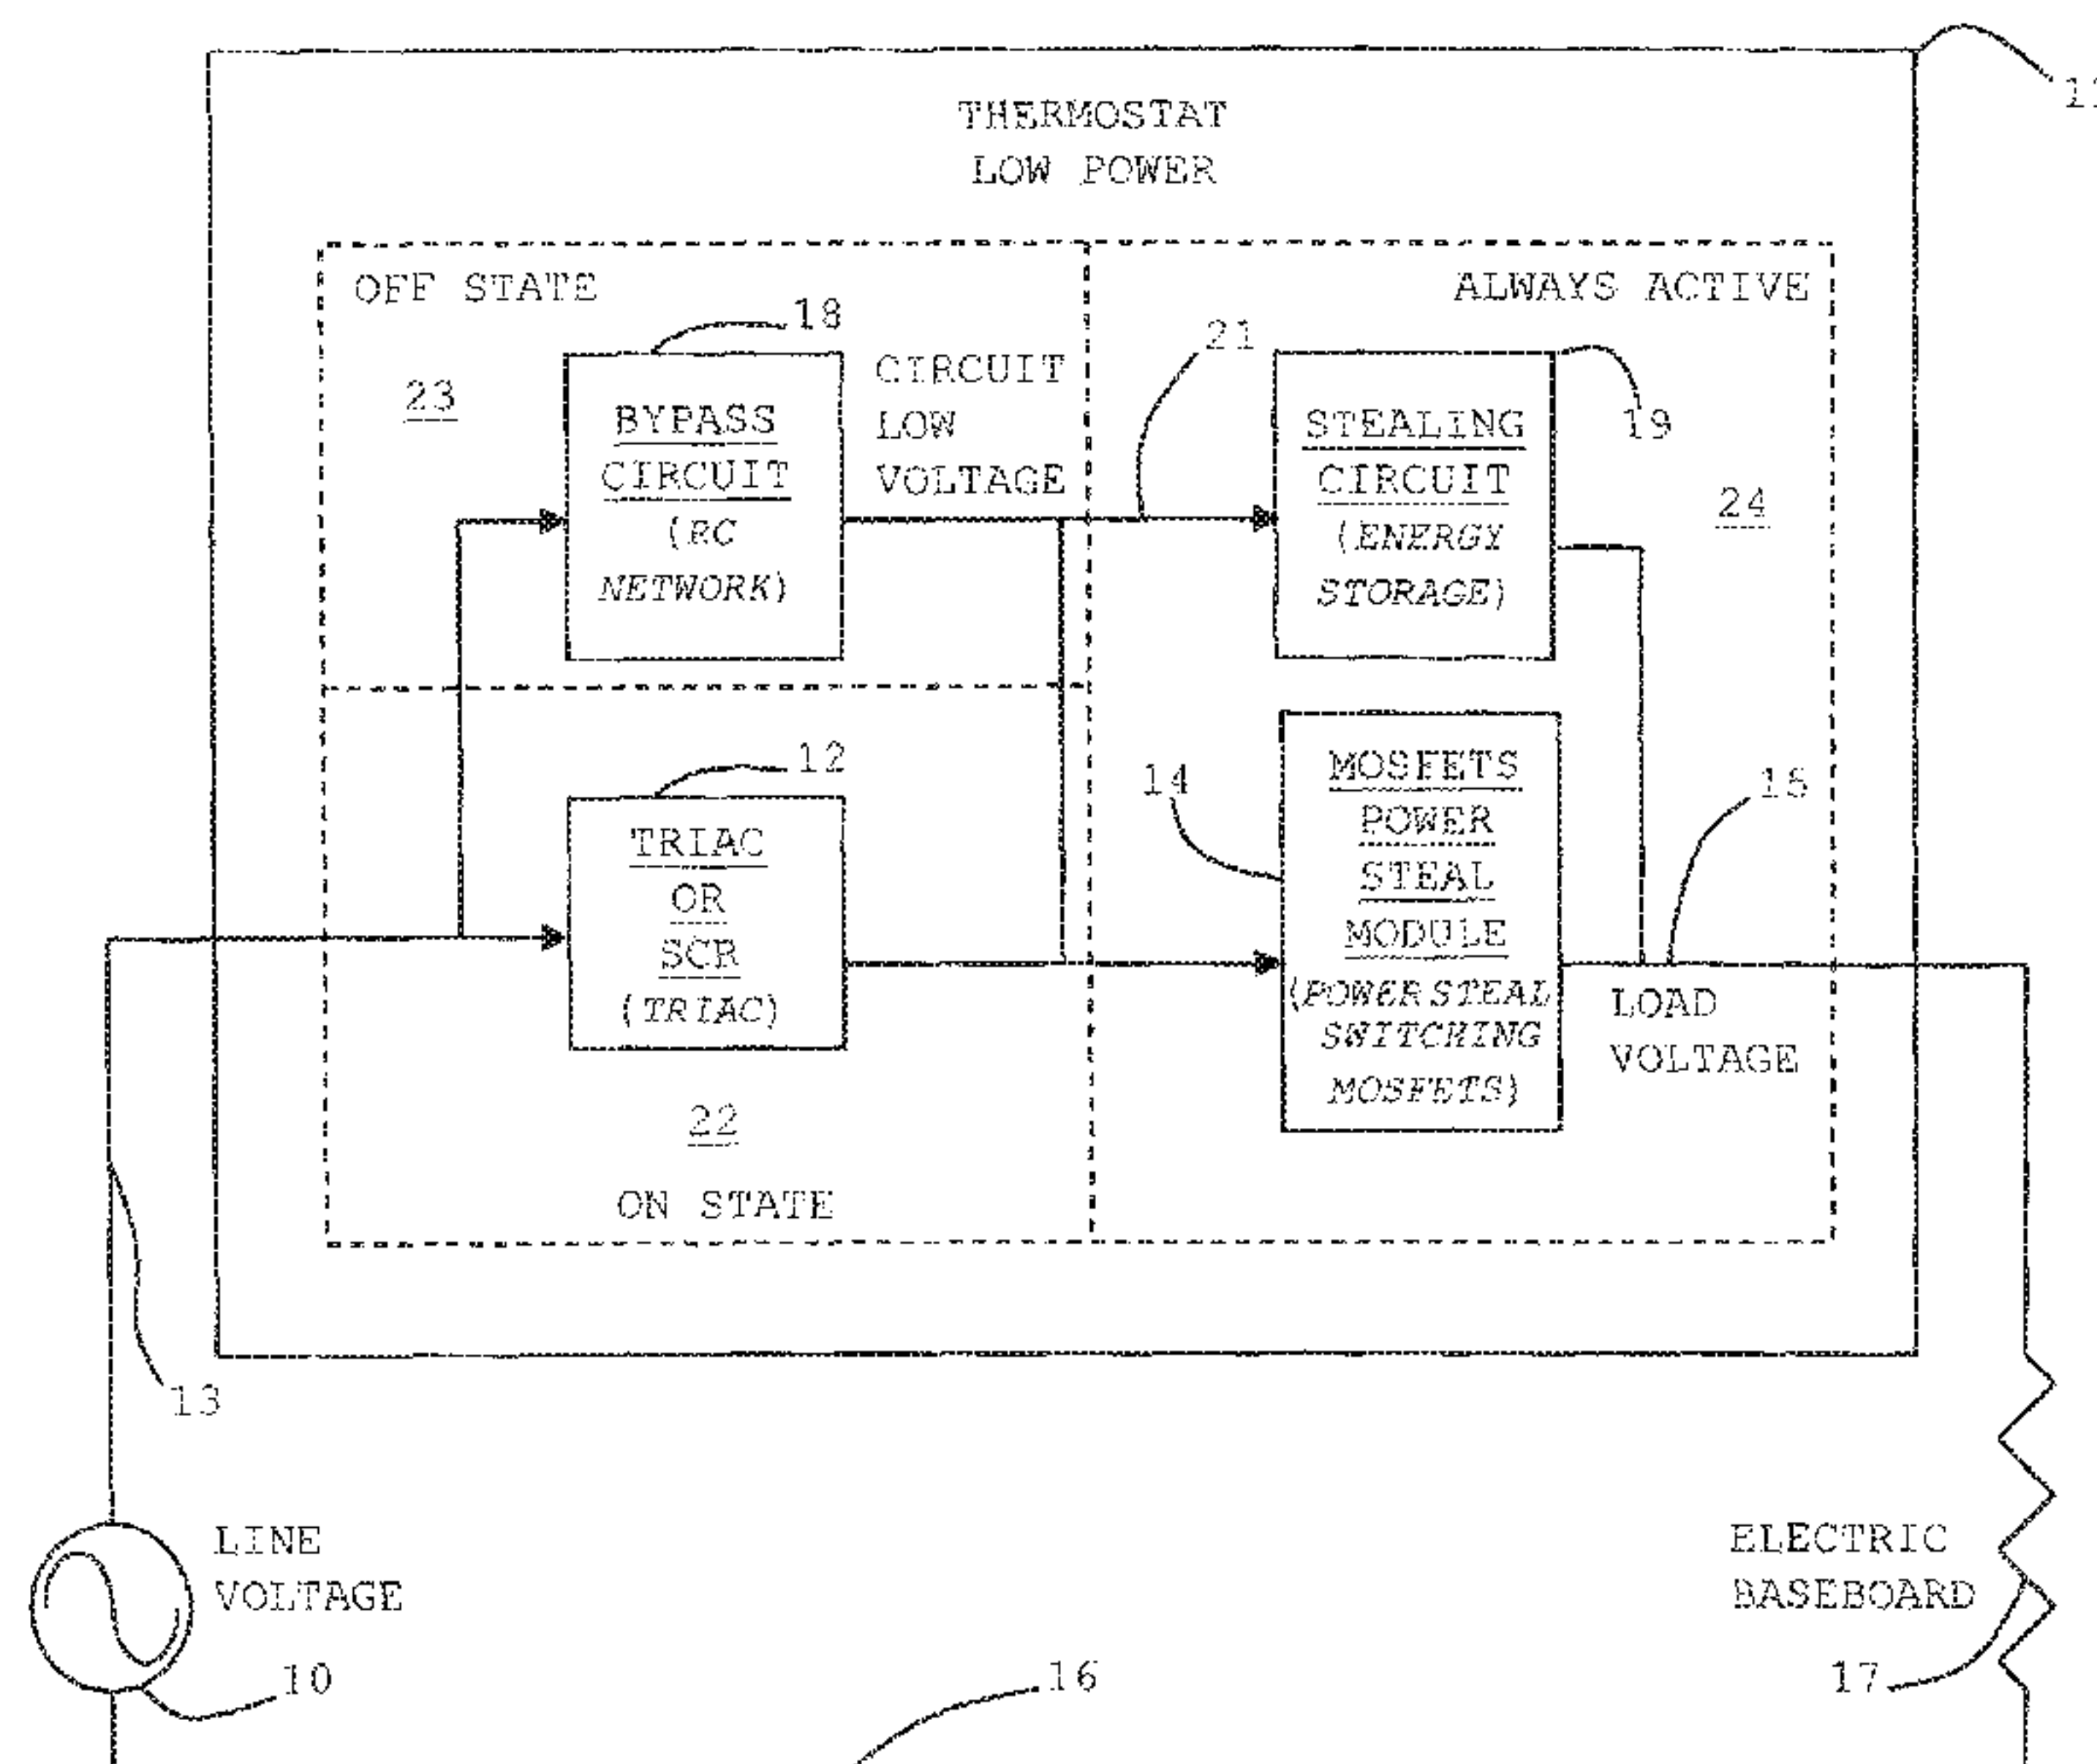 THERMOSTAT
LOW POWER
OFF STATE
ALWAYS ACTIVE
18
21
19
23
24
CIRCUIT
LOW
VOLTAGE
BYPASS
CIRCUIT
(RC
NETWORK)
STEALING
CIRCUIT
(ENERGY
STORAGE)
12
14
TRIAC
OR
SCR
(TRIAC)
MOSFETS
POWER
STEAL
MODULE
(POWER STEAL
SWITCHING
MOSFETS)
LOAD
VOLTAGE
22
ON STATE
13
LINE
VOLTAGE
10
ELECTRIC
BASEBOARD
17
16